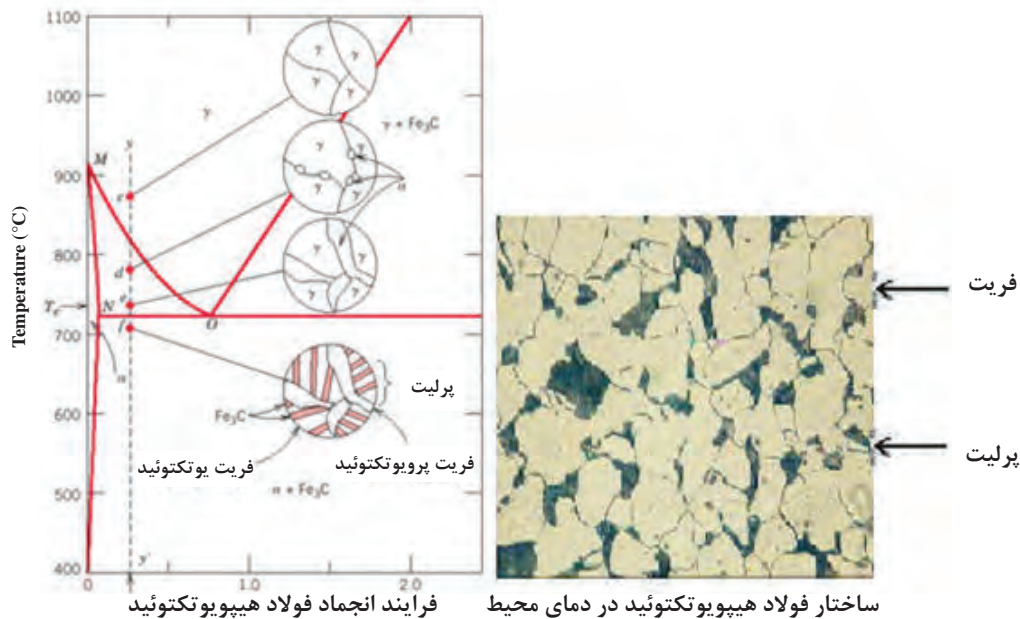 1100
1000
900
800
700
600
500
400
Temperature (°C)
0
1.0
2.0
M
N
O
T
e
y
y'
c
d
e
f
γ
γ + Fe₃C
γ γ γ γ
γ γ γ γ
α
γ γ γ γ
α
Fe₃C
α + Fe₃C
پرلیت
فریت یوتکتوئید
فریت پرویوتکتوئید
فریت
پرلیت
فرایند انجماد فولاد هیپویوتکتوئید
ساختار فولاد هیپویوتکتوئید در دمای محیط